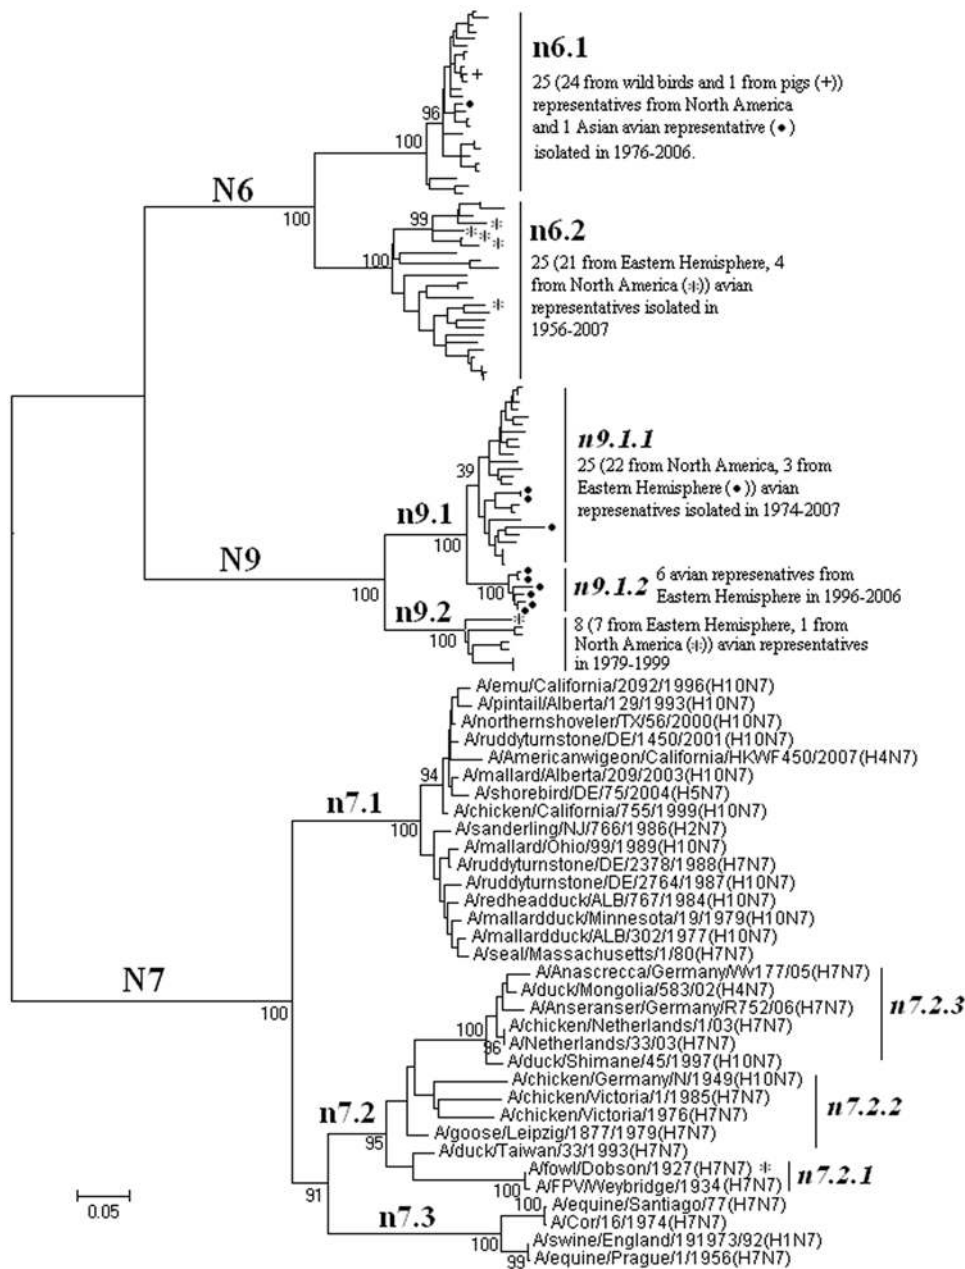 n6.1
25 (24 from wild birds and 1 from pigs (+))
representatives from North America
and 1 Asian avian representative (●)
isolated in 1976-2006.
96
100
N6
100
99
n6.2
100
25 (21 from Eastern Hemisphere, 4
from North America (*)) avian
representatives isolated in
1956-2007
n9.1.1
39
25 (22 from North America, 3 from
Eastern Hemisphere (●)) avian
represenatives isolated in 1974-2007
n9.1
100
N9
100
100
n9.1.2
6 avian represenatives from
Eastern Hemisphere in 1996-2006
n9.2
100
8 (7 from Eastern Hemisphere, 1 from
North America (*)) avian representatives
in 1979-1999
A/emu/California/2092/1996(H10N7)
A/pintail/Alberta/129/1993(H10N7)
A/northernshoveler/TX/56/2000(H10N7)
A/ruddyturnstone/DE/1450/2001(H10N7)
A/Americanwigeon/California/HKWF450/2007(H4N7)
94
A/mallard/Alberta/209/2003(H10N7)
A/shorebird/DE/75/2004(H5N7)
n7.1
A/chicken/California/755/1999(H10N7)
100
A/sanderling/NJ/766/1986(H2N7)
A/mallard/Ohio/99/1989(H10N7)
A/ruddyturnstone/DE/2378/1988(H7N7)
A/ruddyturnstone/DE/2764/1987(H10N7)
A/redheadduck/ALB/767/1984(H10N7)
A/mallardduck/Minnesota/19/1979(H10N7)
A/mallardduck/ALB/302/1977(H10N7)
A/seal/Massachusetts/1/80(H7N7)
N7
100
A/Anascrecca/Germany/Wv177/05(H7N7)
A/duck/Mongolia/583/02(H4N7)
n7.2.3
A/Anseranser/Germany/R752/06(H7N7)
100
A/chicken/Netherlands/1/03(H7N7)
96
A/Netherlands/33/03(H7N7)
A/duck/Shimane/45/1997(H10N7)
A/chicken/Germany/N/1949(H10N7)
A/chicken/Victoria/1/1985(H7N7)
n7.2.2
n7.2
A/chicken/Victoria/1976(H7N7)
95
A/goose/Leipzig/1877/1979(H7N7)
A/duck/Taiwan/33/1993(H7N7)
A/fowl/Dobson/1927(H7N7) *
n7.2.1
100
A/FPV/Weybridge/1934(H7N7)
91
0.05
100
A/equine/Santiago/77(H7N7)
n7.3
A/Cor/16/1974(H7N7)
100
A/swine/England/191973/92(H1N7)
99
A/equine/Prague/1/1956(H7N7)